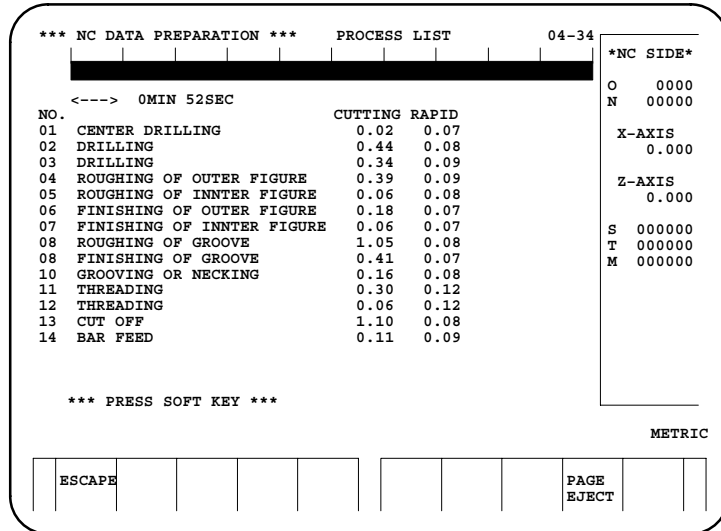 *** NC DATA PREPARATION *** PROCESS LIST 04-34
<---> 0MIN 52SEC
NO. CUTTING RAPID
01 CENTER DRILLING 0.02 0.07
02 DRILLING 0.44 0.08
03 DRILLING 0.34 0.09
04 ROUGHING OF OUTER FIGURE 0.39 0.09
05 ROUGHING OF INNTER FIGURE 0.06 0.08
06 FINISHING OF OUTER FIGURE 0.18 0.07
07 FINISHING OF INNTER FIGURE 0.06 0.07
08 ROUGHING OF GROOVE 1.05 0.08
08 FINISHING OF GROOVE 0.41 0.07
10 GROOVING OR NECKING 0.16 0.08
11 THREADING 0.30 0.12
12 THREADING 0.06 0.12
13 CUT OFF 1.10 0.08
14 BAR FEED 0.11 0.09
*** PRESS SOFT KEY ***
*NC SIDE*
O 0000
N 00000
X-AXIS
0.000
Z-AXIS
0.000
S 000000
T 000000
M 000000
METRIC
ESCAPE
PAGE
EJECT